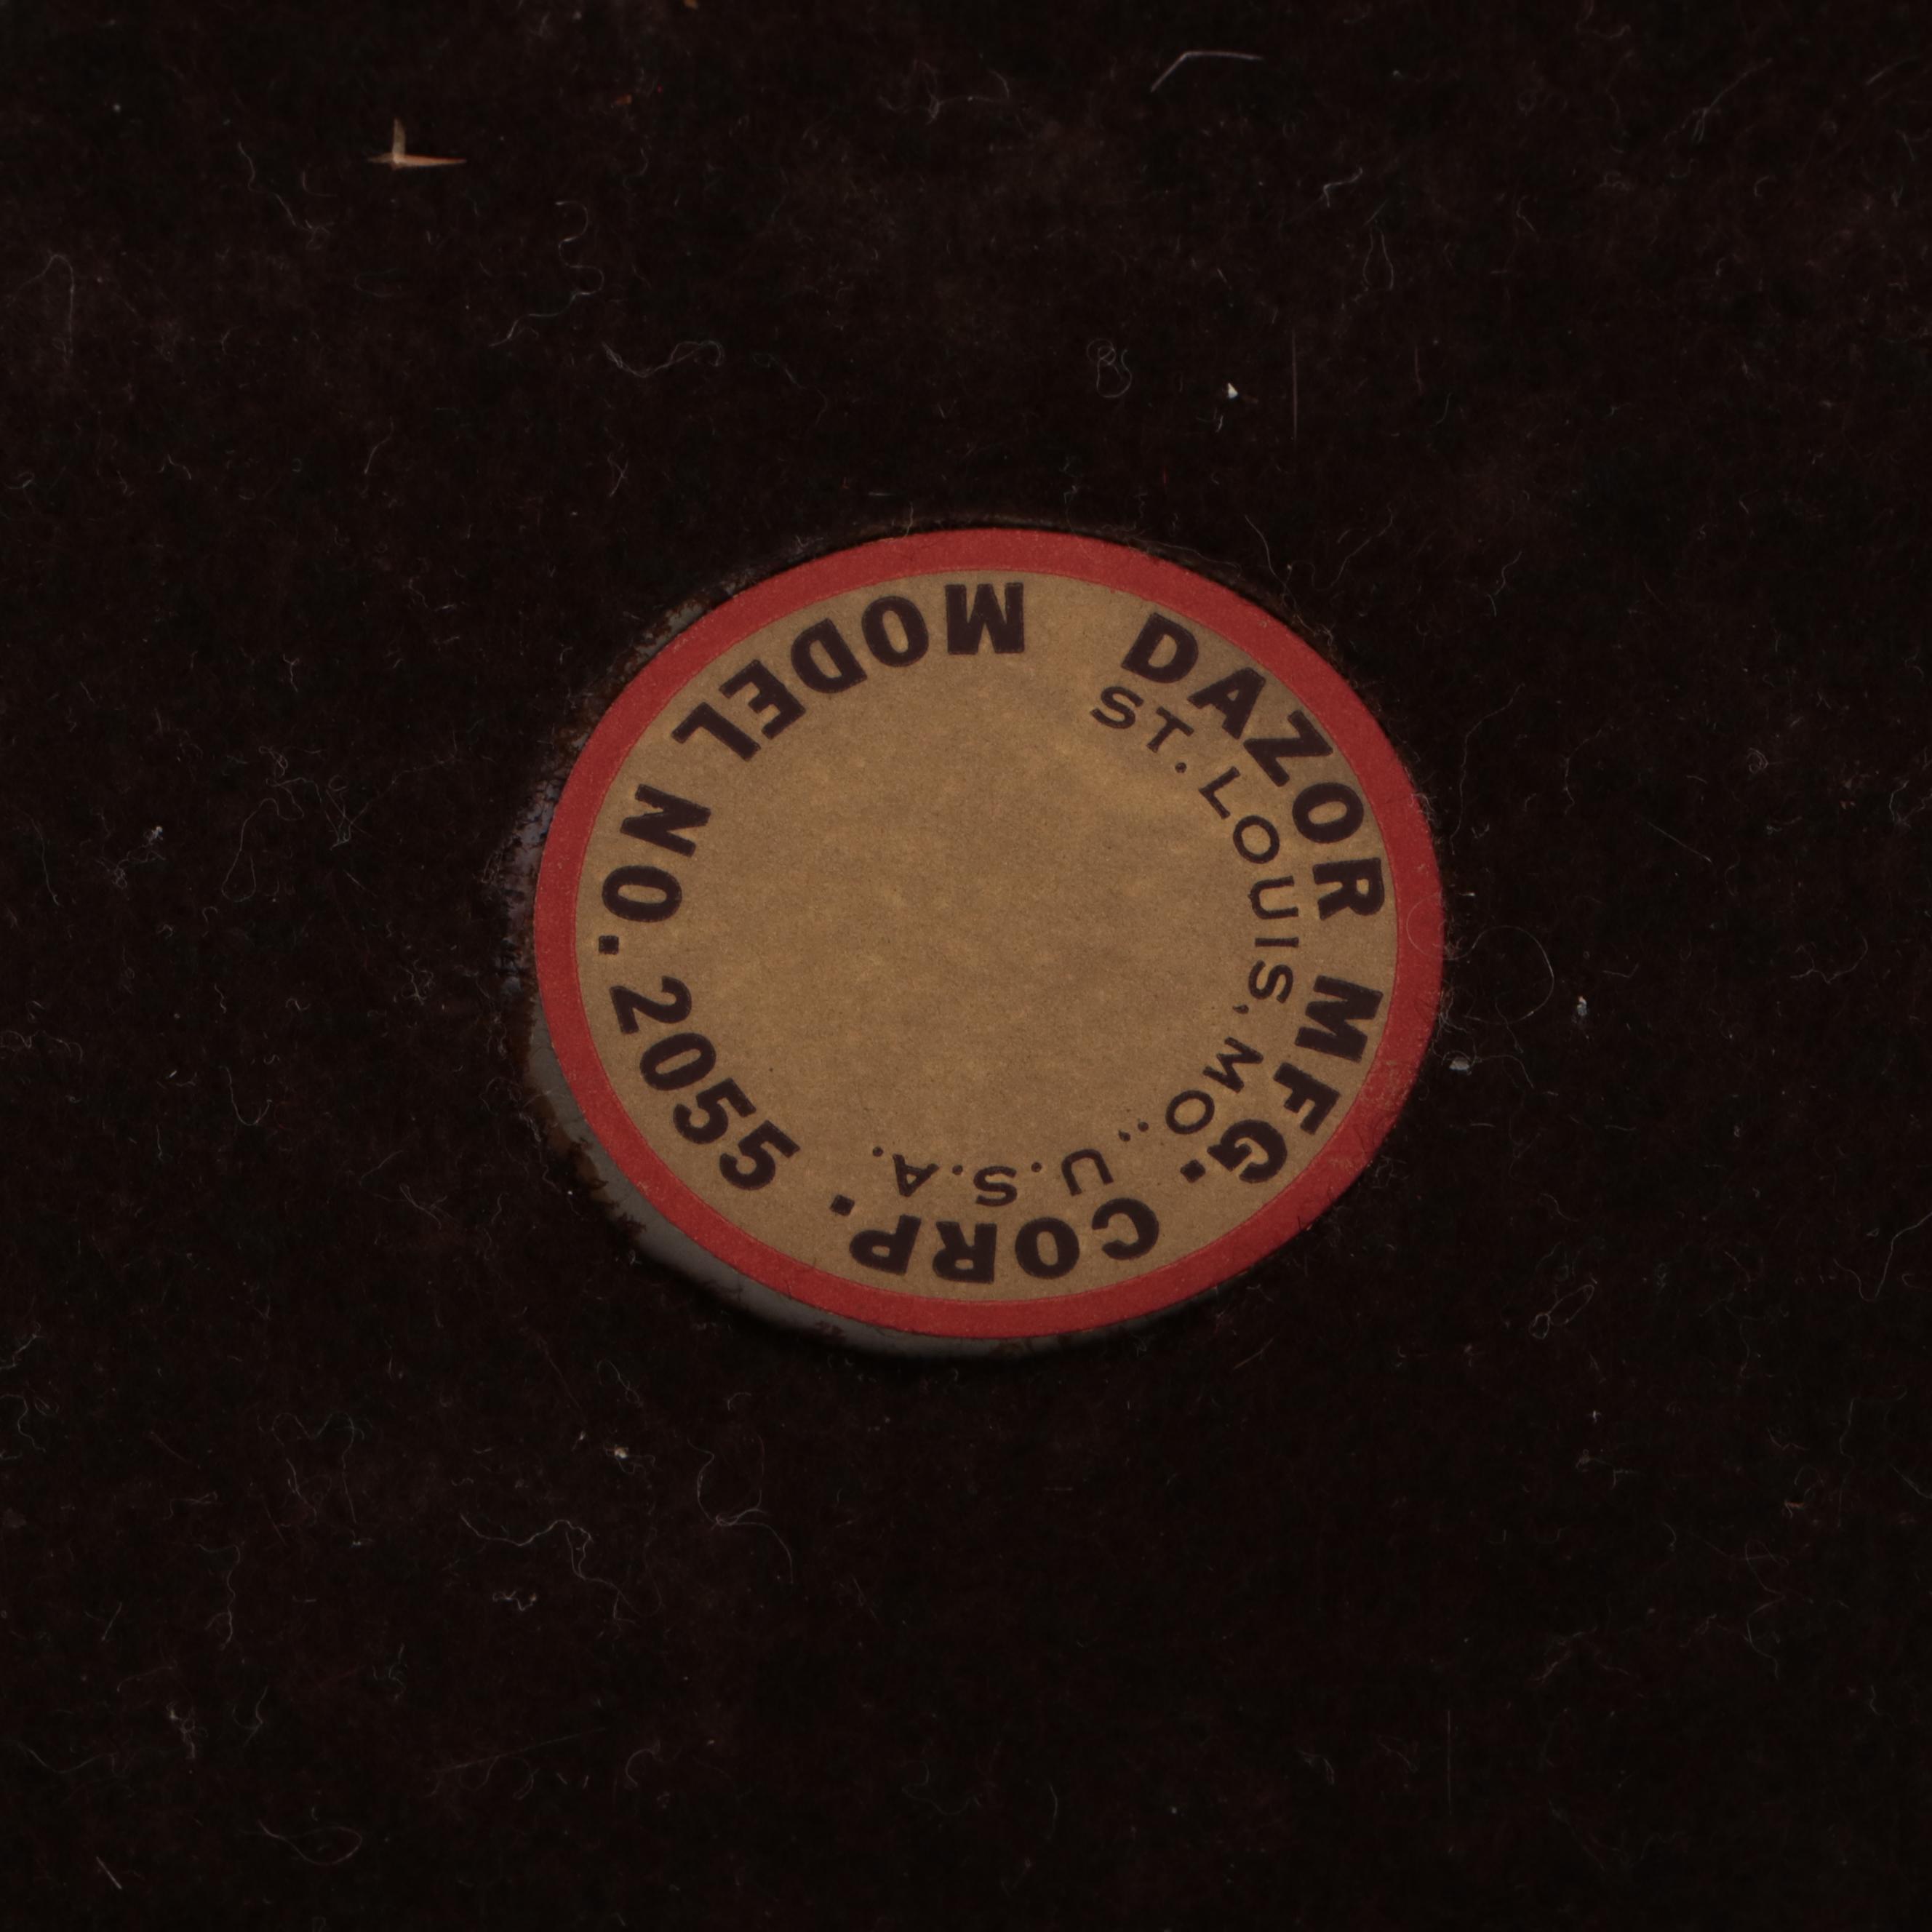 DAZOR MFG. CORP.
ST. LOUIS, MO., U.S.A.
MODEL NO. 2055